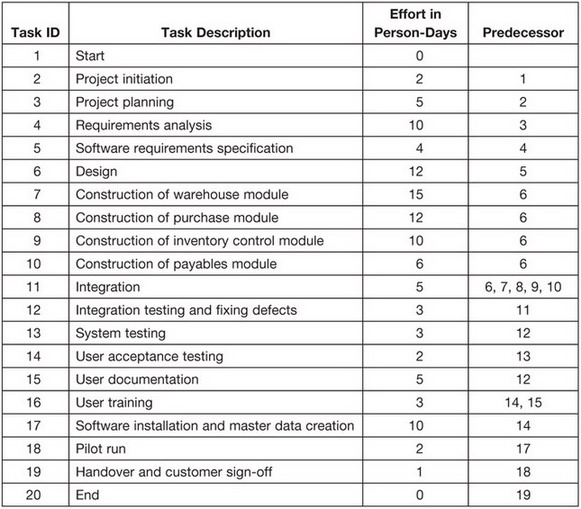 Task ID Task Description Effort in Person-Days Predecessor
1 Start 0
2 Project initiation 2 1
3 Project planning 5 2
4 Requirements analysis 10 3
5 Software requirements specification 4 4
6 Design 12 5
7 Construction of warehouse module 15 6
8 Construction of purchase module 12 6
9 Construction of inventory control module 10 6
10 Construction of payables module 6 6
11 Integration 5 6, 7, 8, 9, 10
12 Integration testing and fixing defects 3 11
13 System testing 3 12
14 User acceptance testing 2 13
15 User documentation 5 12
16 User training 3 14, 15
17 Software installation and master data creation 10 14
18 Pilot run 2 17
19 Handover and customer sign-off 1 18
20 End 0 19